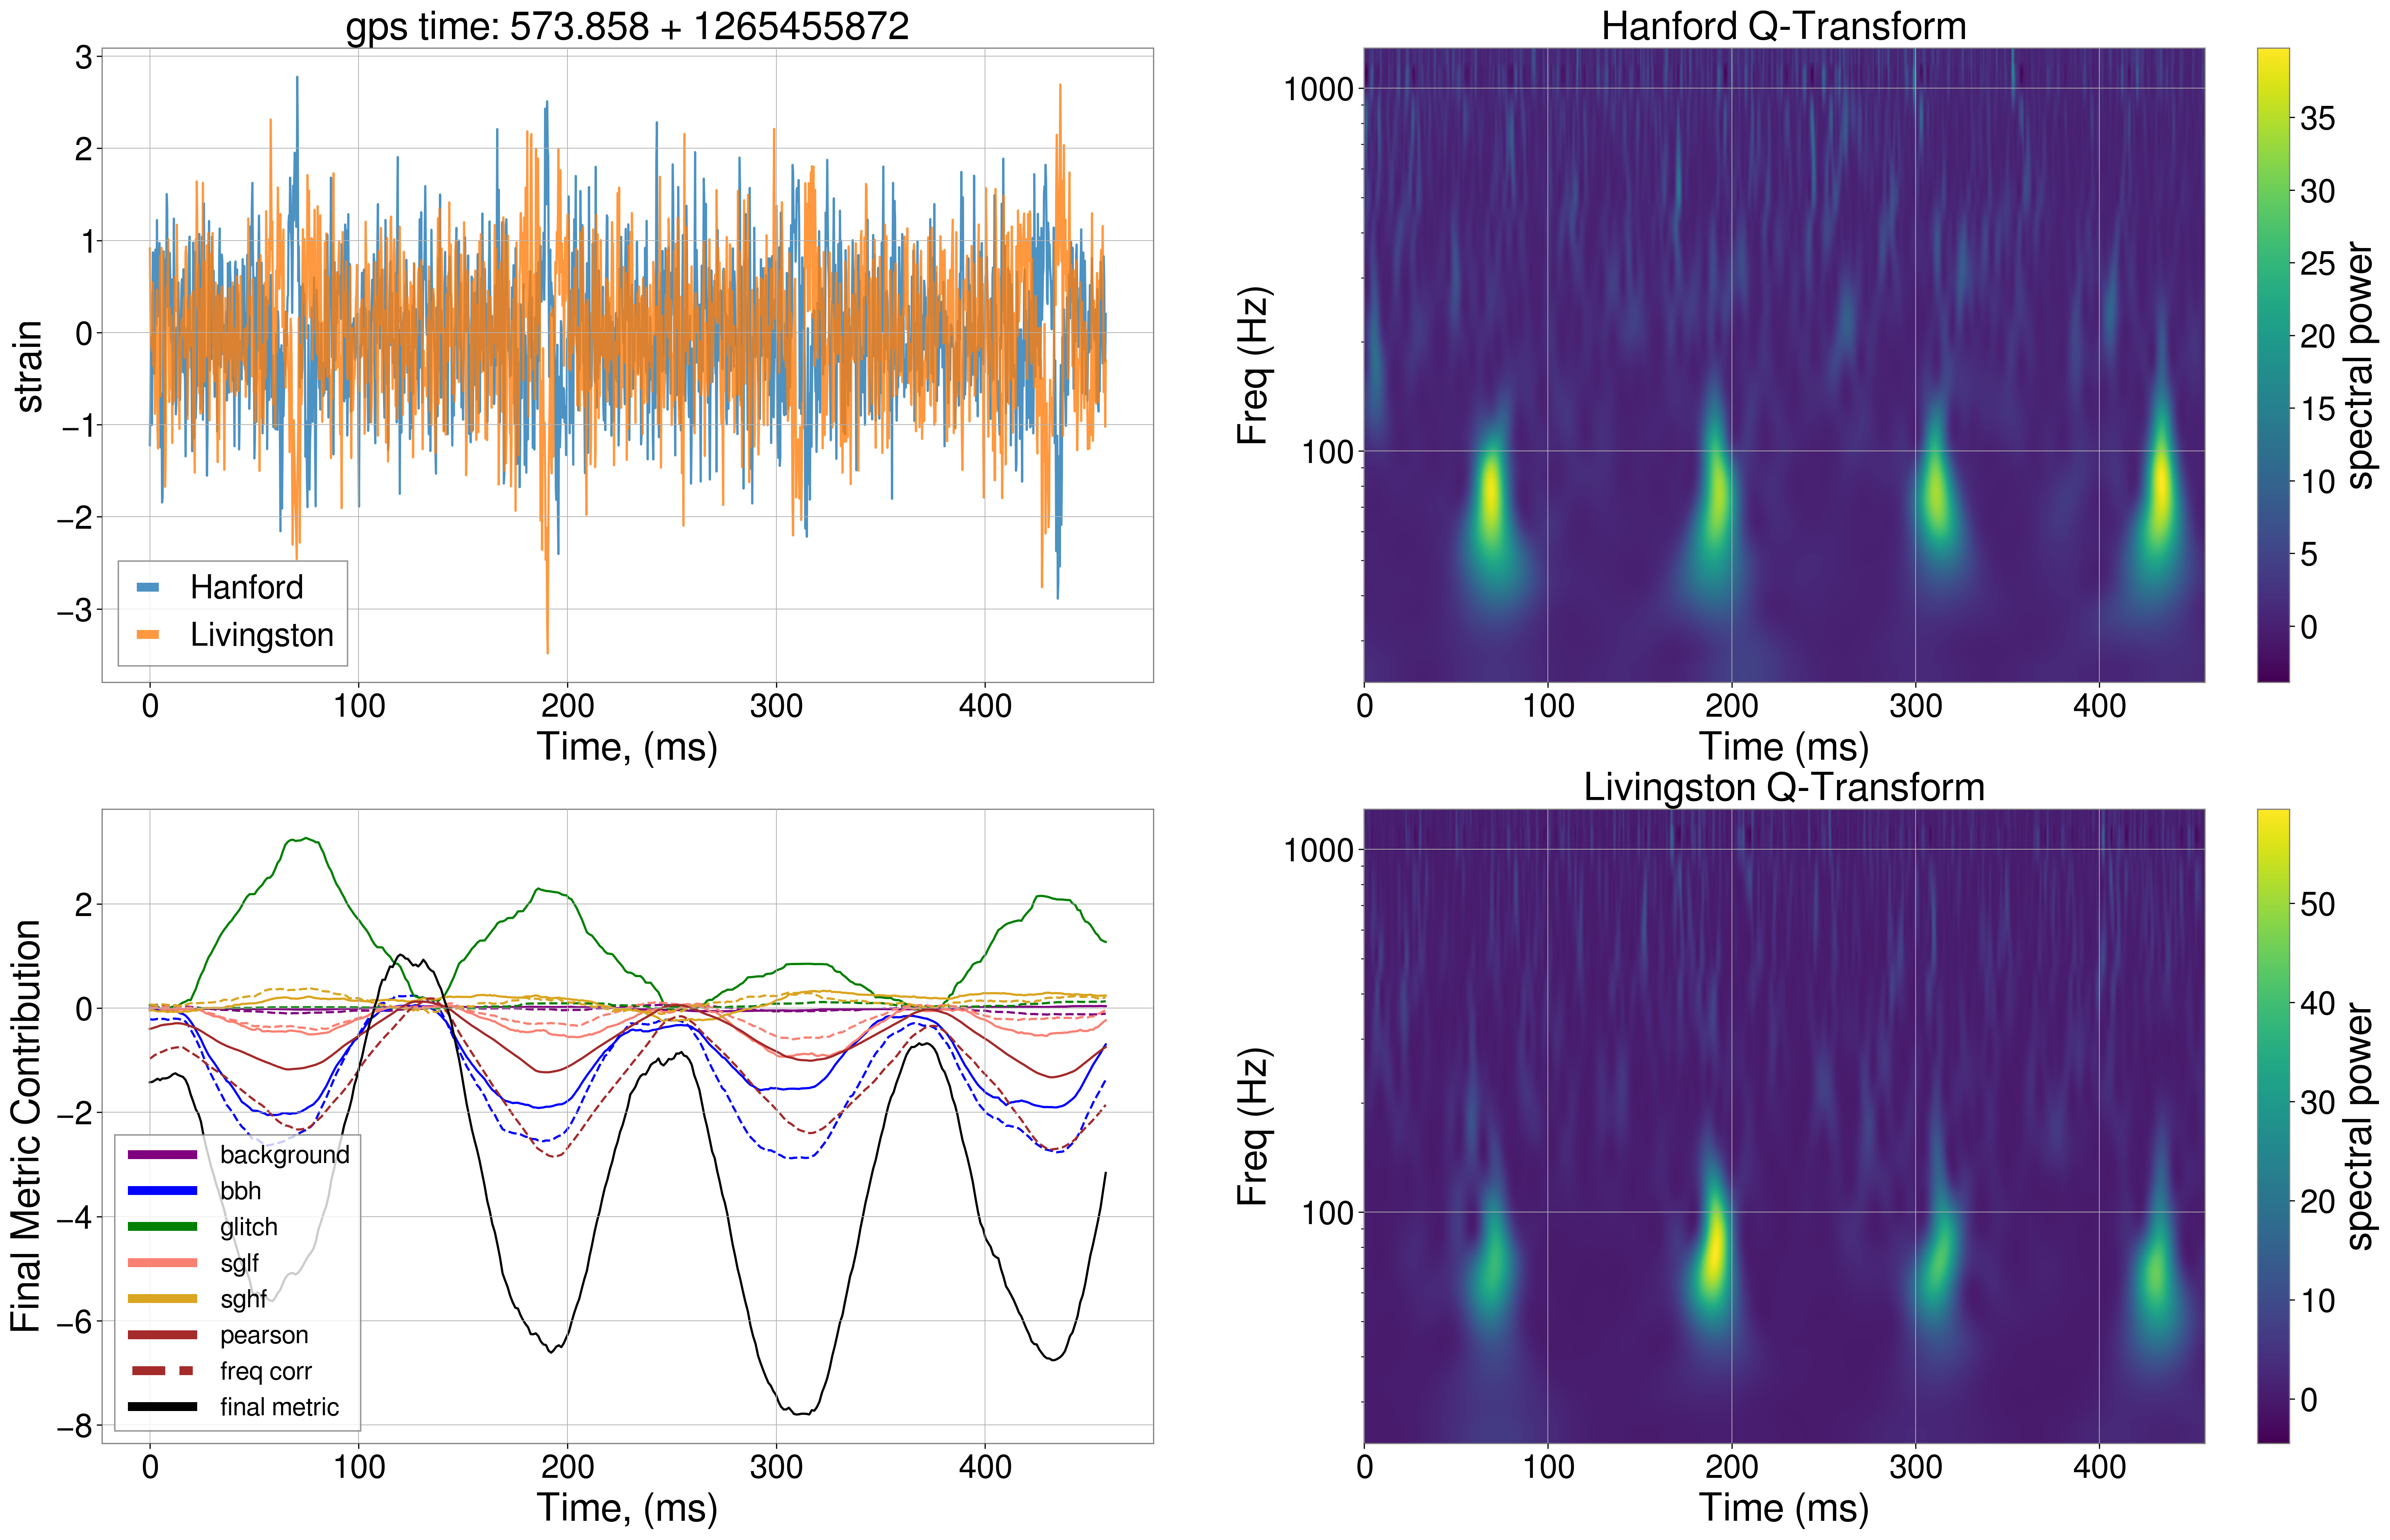 gps time: 573.858 + 1265455872
3
2
1
0
−1
−2
−3
strain
Hanford
Livingston
0 100 200 300 400
Time, (ms)
Hanford Q-Transform
1000
100
Freq (Hz)
0 100 200 300 400
Time (ms)
35
30
25
20
15
10
5
0
spectral power
2
0
−2
−4
−6
−8
Final Metric Contribution
background
bbh
glitch
sglf
sghf
pearson
freq corr
final metric
0 100 200 300 400
Time, (ms)
Livingston Q-Transform
1000
100
Freq (Hz)
0 100 200 300 400
Time (ms)
50
40
30
20
10
0
spectral power